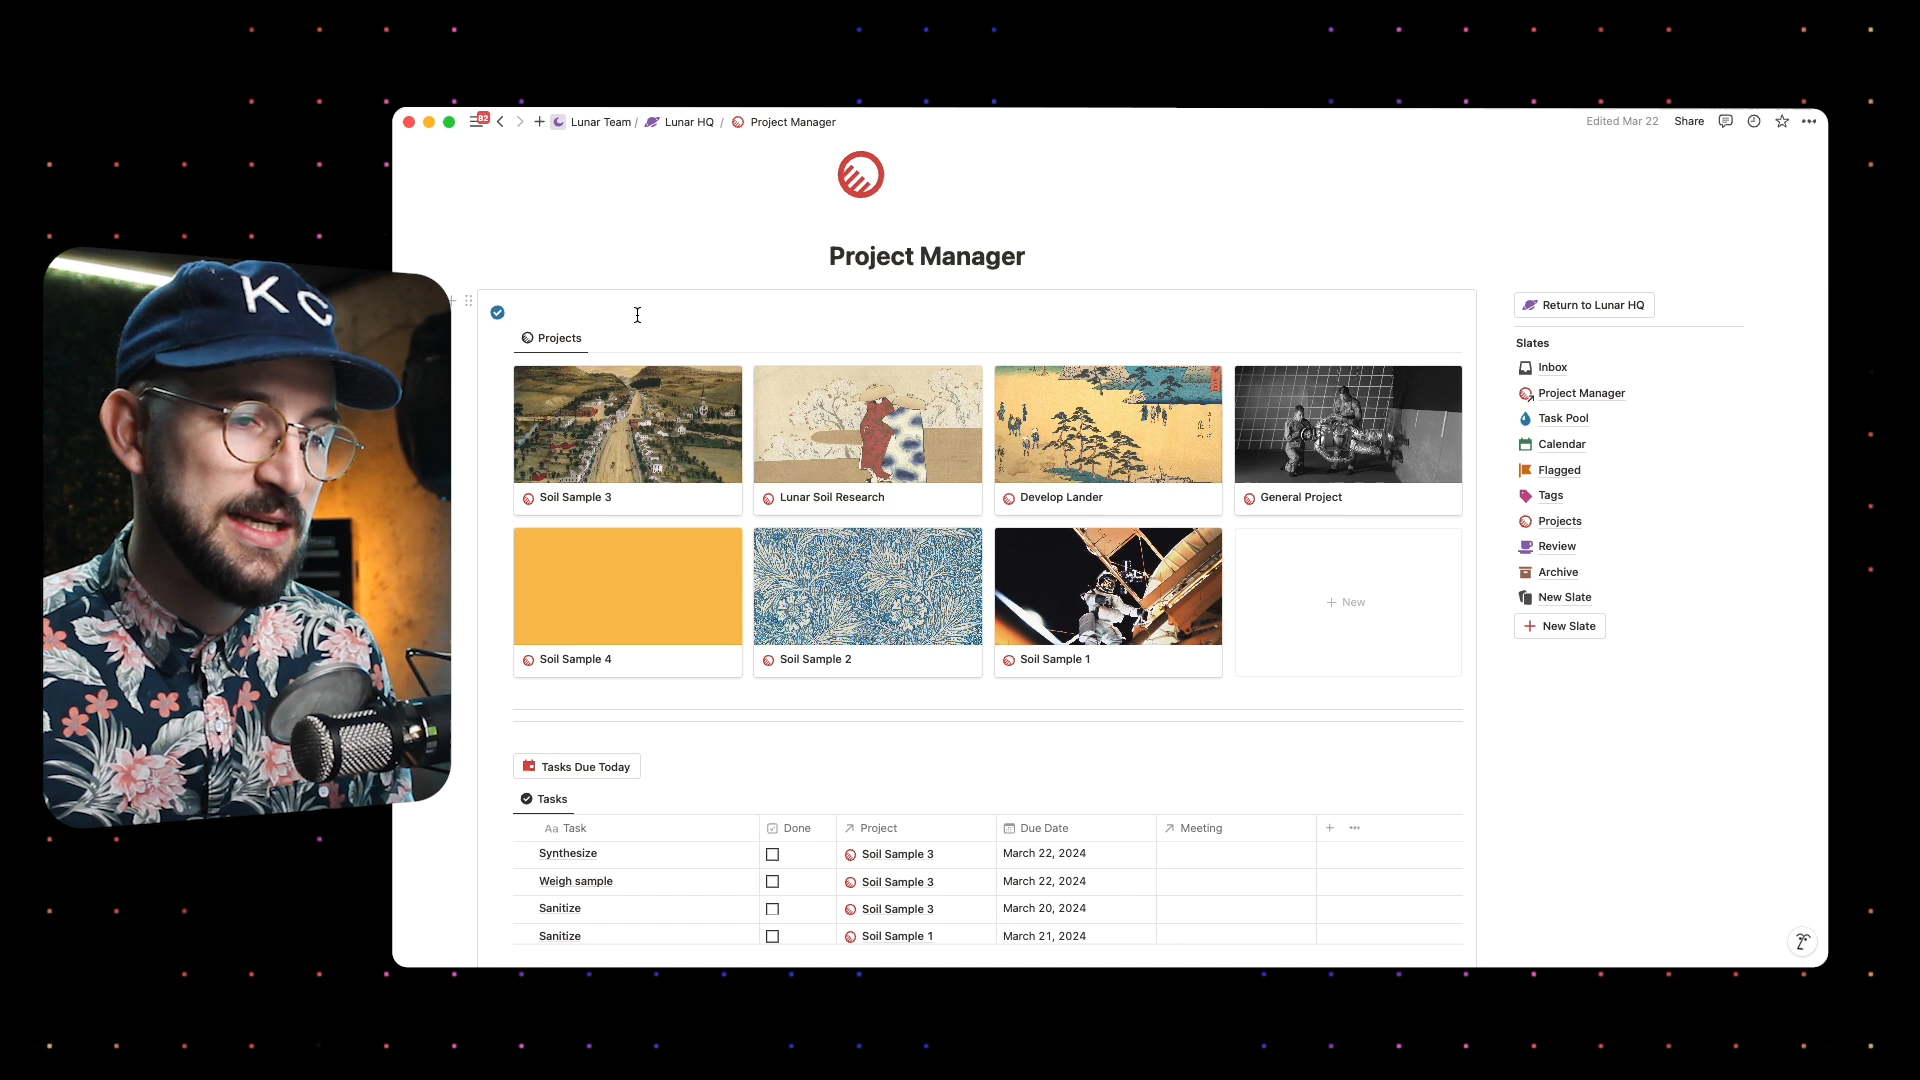 82
Lunar Team / Lunar HQ / Project Manager
Edited Mar 22 Share
Project Manager
KC
Projects
Soil Sample 3
Lunar Soil Research
Develop Lander
General Project
Soil Sample 4
Soil Sample 2
Soil Sample 1
+ New
Return to Lunar HQ
Slates
Inbox
Project Manager
Task Pool
Calendar
Flagged
Tags
Projects
Review
Archive
New Slate
+ New Slate
Tasks Due Today
Tasks
Aa Task Done Project Due Date Meeting + •••
Synthesize Soil Sample 3 March 22, 2024
Weigh sample Soil Sample 3 March 22, 2024
Sanitize Soil Sample 3 March 20, 2024
Sanitize Soil Sample 1 March 21, 2024